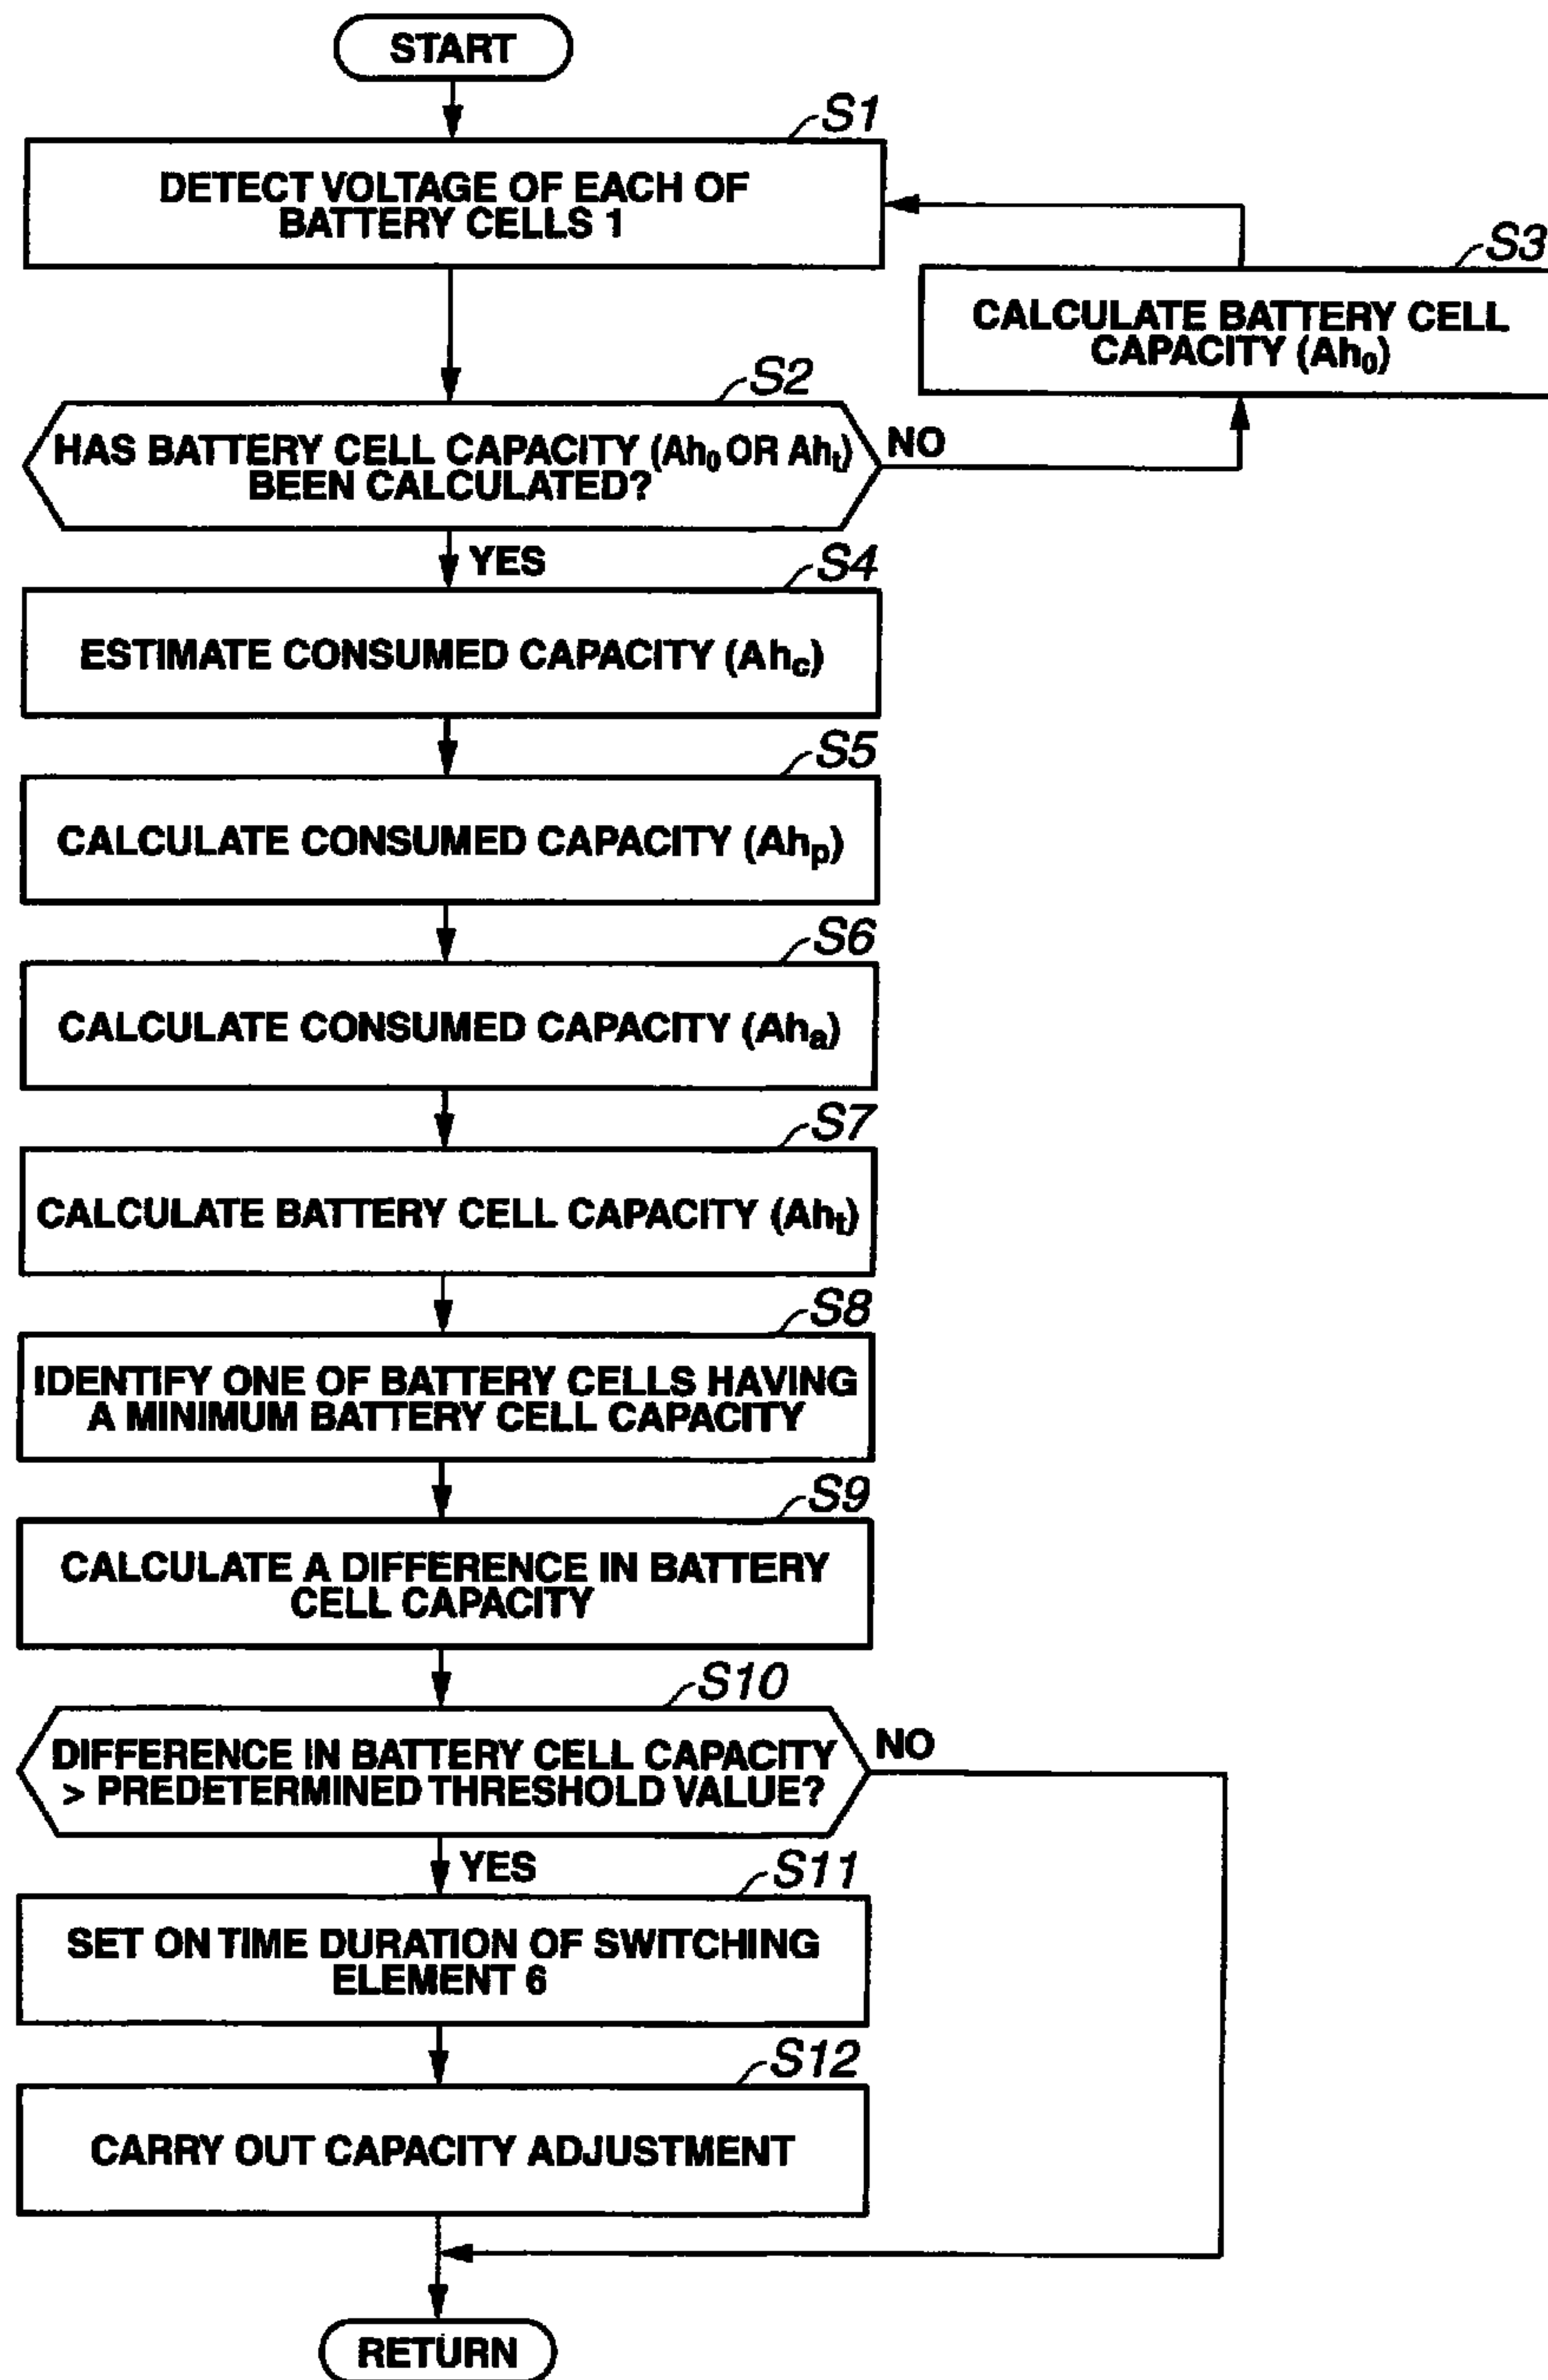 START
S1
DETECT VOLTAGE OF EACH OF
BATTERY CELLS 1
S3
CALCULATE BATTERY CELL
CAPACITY (Ah₀)
S2
HAS BATTERY CELL CAPACITY (Ah₀ OR Ahₜ)
BEEN CALCULATED?
NO
YES
S4
ESTIMATE CONSUMED CAPACITY (Ahc)
S5
CALCULATE CONSUMED CAPACITY (Ahₚ)
S6
CALCULATE CONSUMED CAPACITY (Ahₐ)
S7
CALCULATE BATTERY CELL CAPACITY (Ahₜ)
S8
IDENTIFY ONE OF BATTERY CELLS HAVING
A MINIMUM BATTERY CELL CAPACITY
S9
CALCULATE A DIFFERENCE IN BATTERY
CELL CAPACITY
S10
DIFFERENCE IN BATTERY CELL CAPACITY
> PREDETERMINED THRESHOLD VALUE?
NO
YES
S11
SET ON TIME DURATION OF SWITCHING
ELEMENT 6
S12
CARRY OUT CAPACITY ADJUSTMENT
RETURN